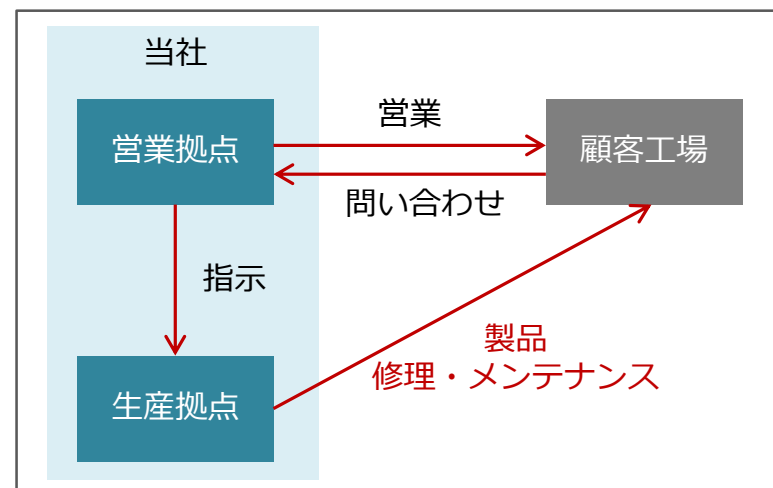 当社
営業拠点
営業
顧客工場
問い合わせ
指示
製品
修理・メンテナンス
生産拠点